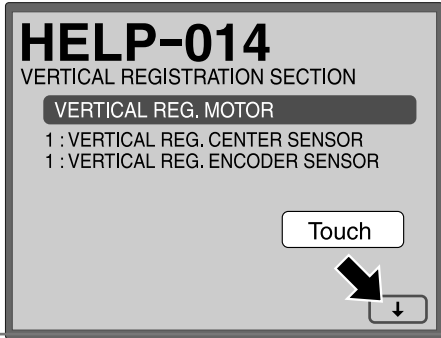 HELP-014
VERTICAL REGISTRATION SECTION
VERTICAL REG. MOTOR
1 : VERTICAL REG. CENTER SENSOR
1 : VERTICAL REG. ENCODER SENSOR
Touch
↓